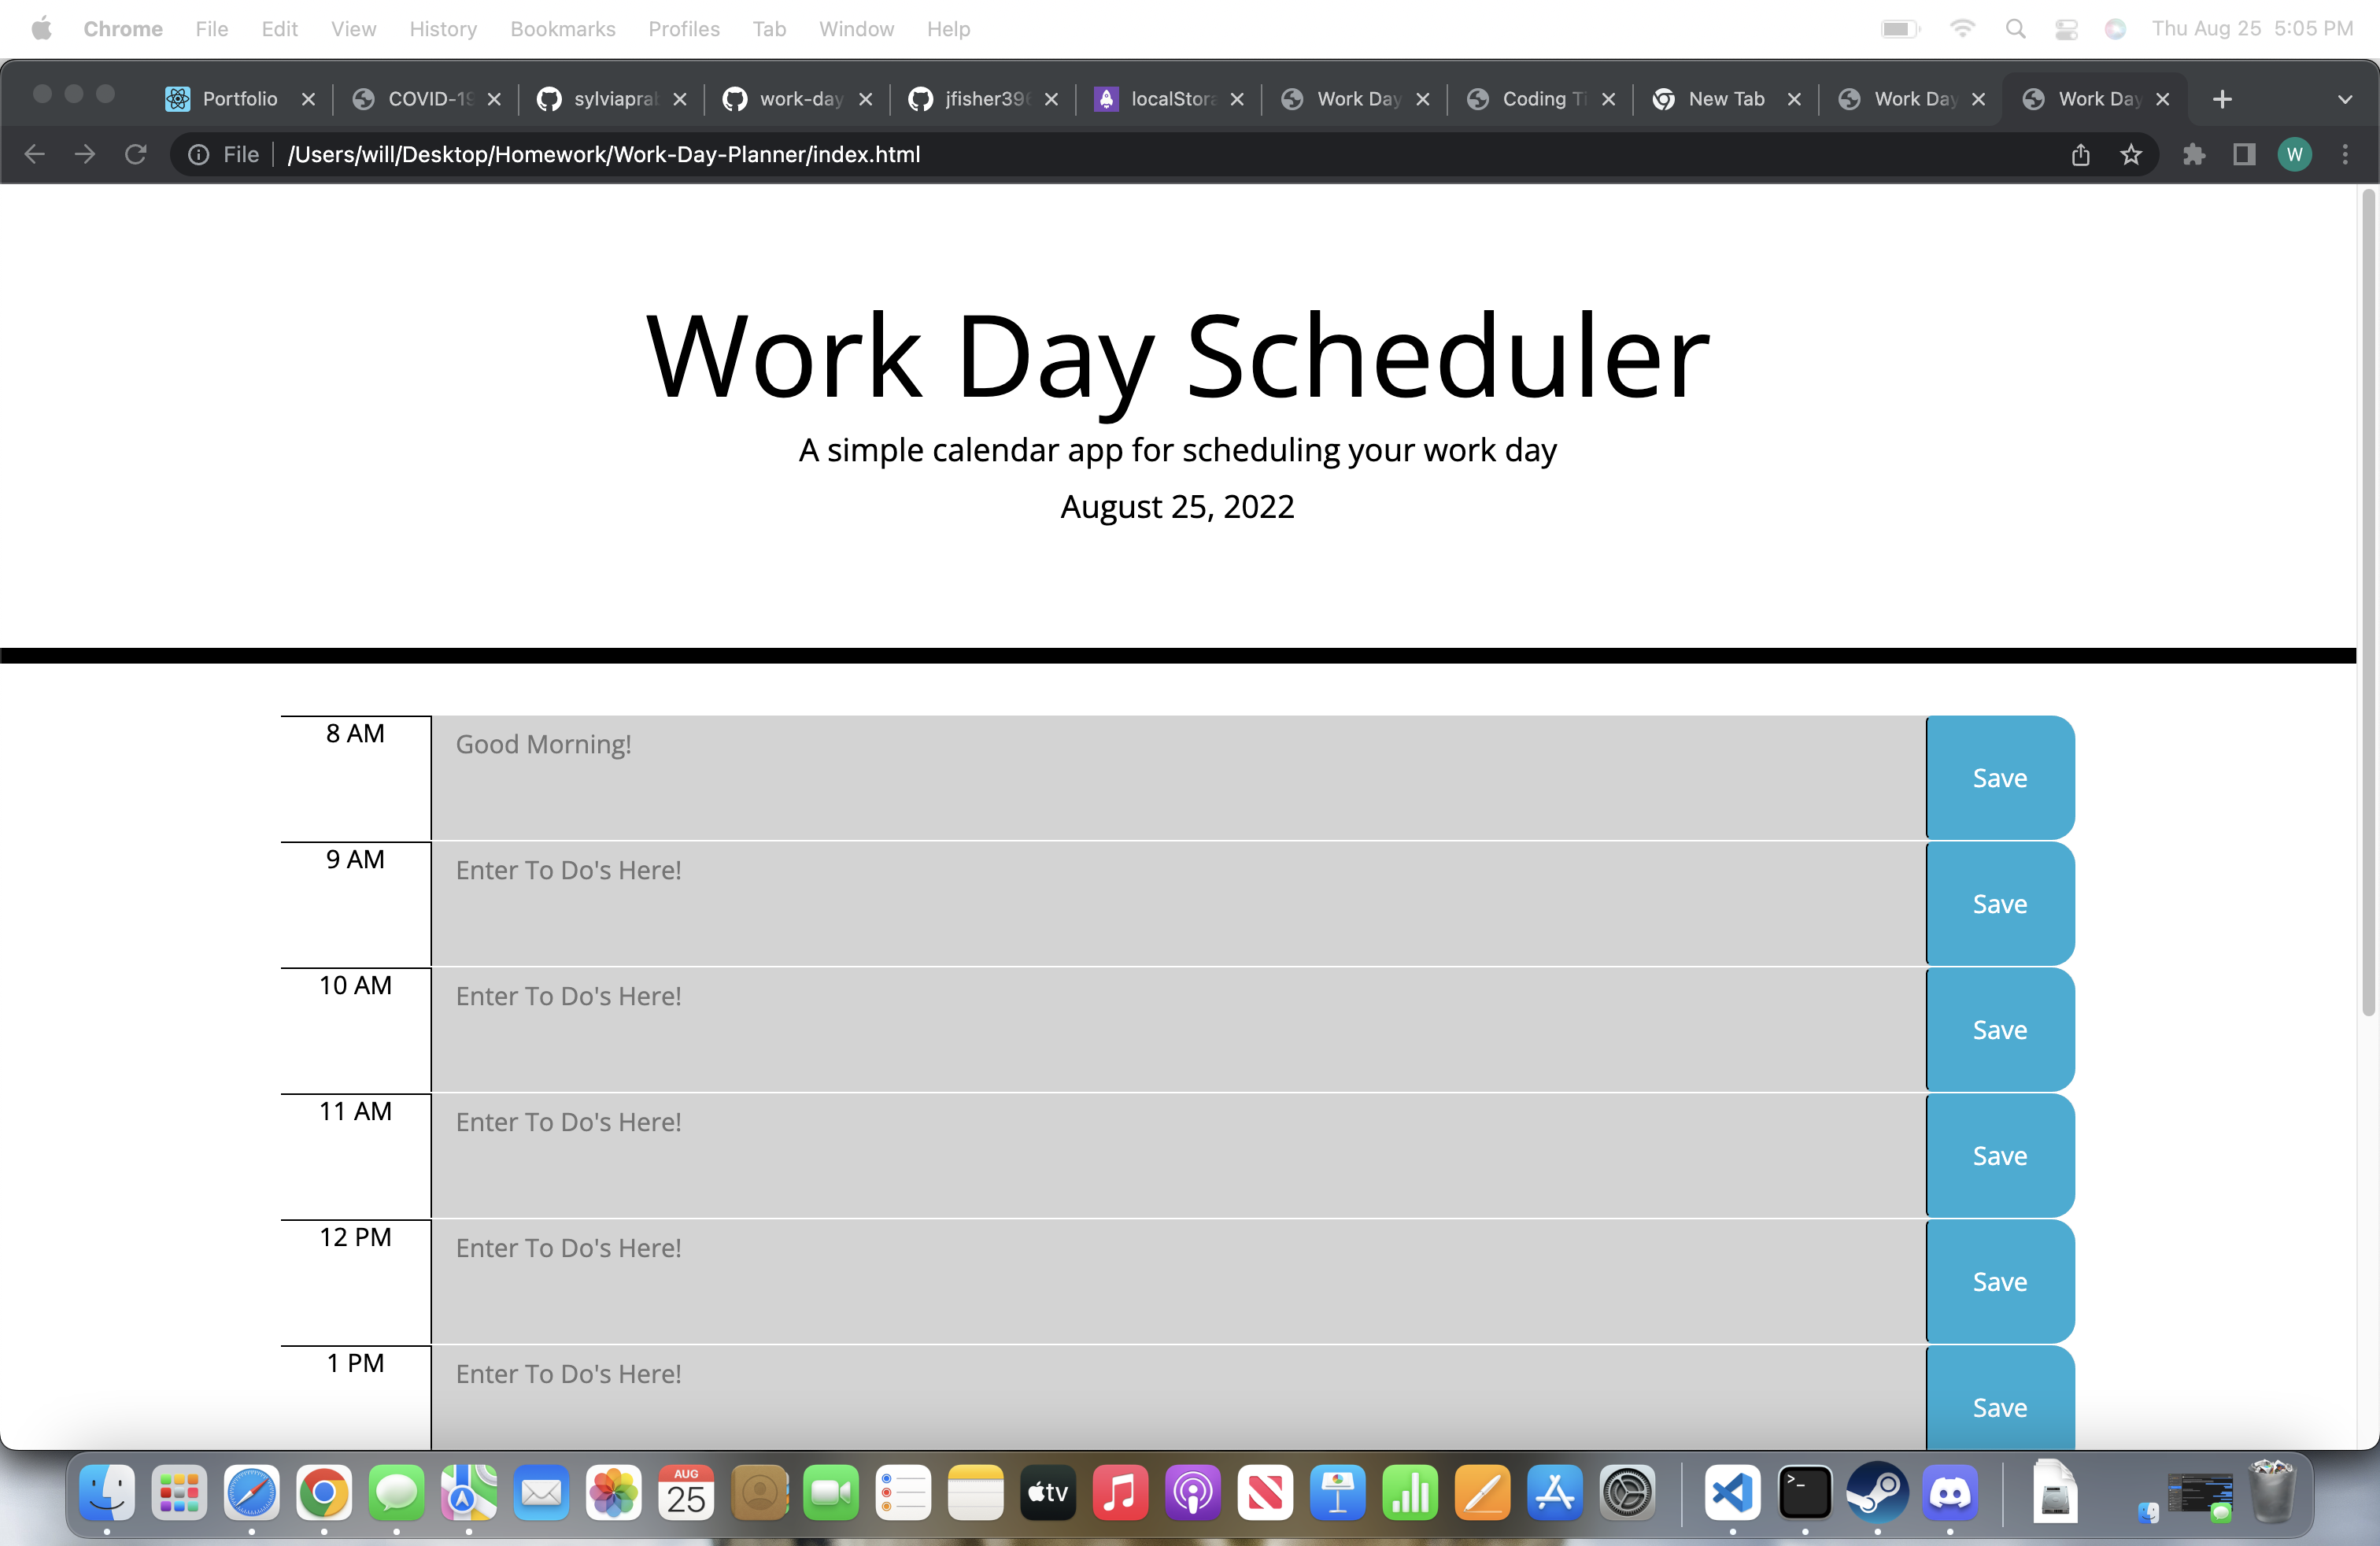 Chrome File Edit View History Bookmarks Profiles Tab Window Help Thu Aug 25 5:05 PM
Portfolio COVID-19 sylviaprab work-day jfisher396 localStora Work Day Coding Ti New Tab Work Day Work Day
File /Users/will/Desktop/Homework/Work-Day-Planner/index.html W
Work Day Scheduler
A simple calendar app for scheduling your work day
August 25, 2022
8 AM Good Morning! Save
9 AM Enter To Do's Here! Save
10 AM Enter To Do's Here! Save
11 AM Enter To Do's Here! Save
12 PM Enter To Do's Here! Save
1 PM Enter To Do's Here! Save
AUG
25
tv